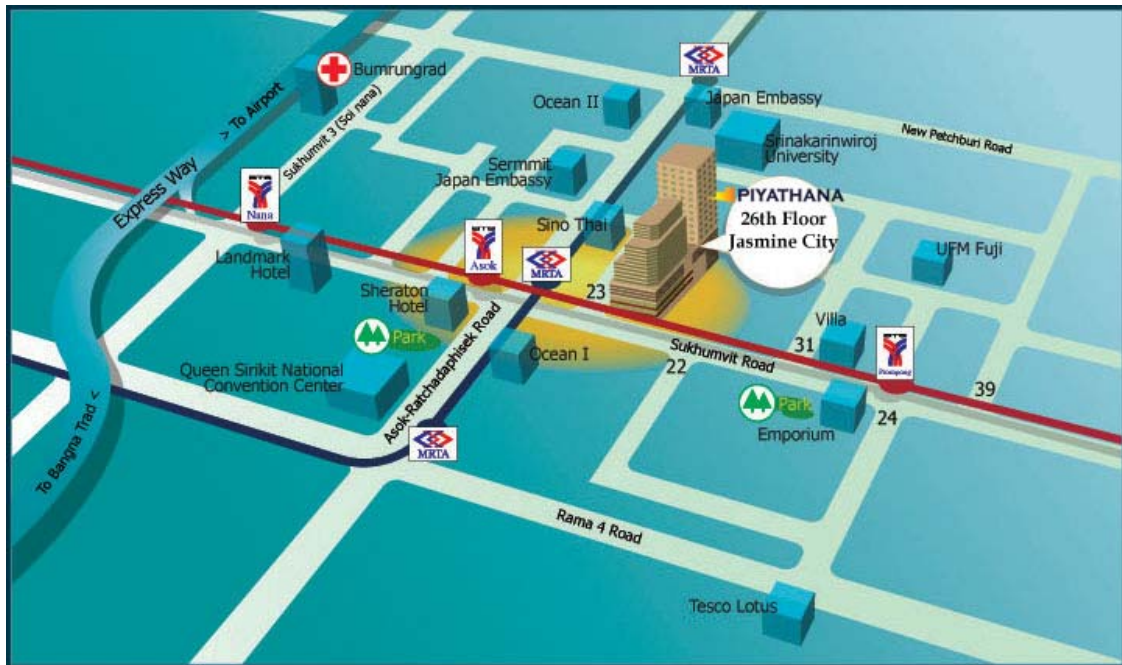 MRTA
Bumrungrad
> To Airport
Sukhumvit 3 (Soi nana)
Ocean II
Japan Embassy
New Petchburi Road
Srinakarinwiroj
University
Express Way
Sermmit
Japan Embassy
PIYATHANA
26th Floor
Jasmine City
BTS
Nana
Sino Thai
Landmark
Hotel
BTS
Asok
MRTA
UFM Fuji
23
Sheraton
Hotel
Villa
31
Park
Ocean I
Sukhumvit Road
BTS
22
39
Queen Sirikit National
Convention Center
Asok-Ratchadaphisek Road
Park
24
Emporium
MRTA
To Bangna Trad <
Rama 4 Road
Tesco Lotus